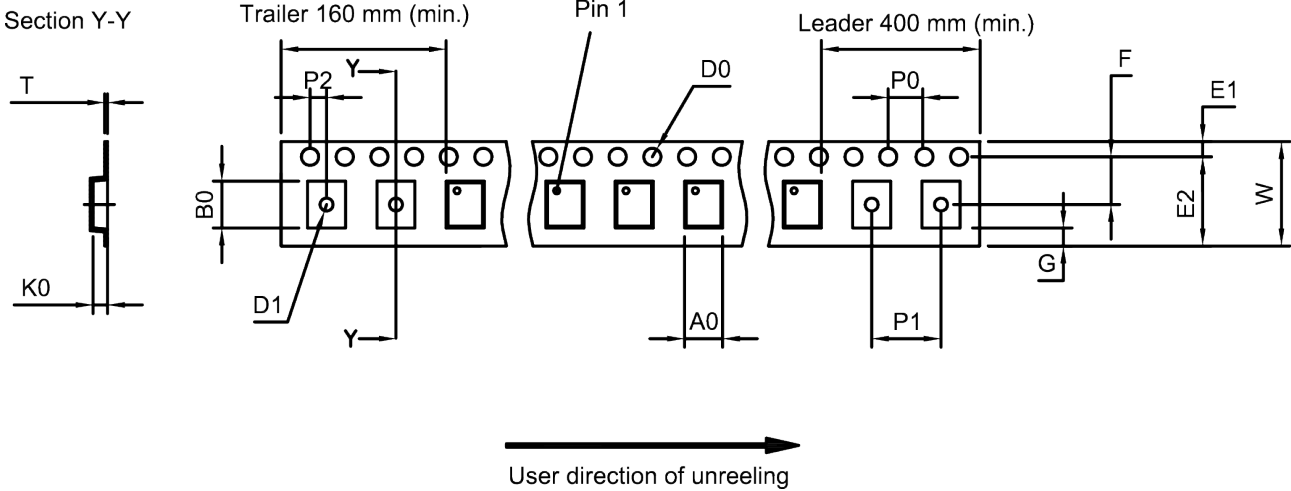 Section Y-Y
Trailer 160 mm (min.)
Pin 1
Leader 400 mm (min.)
T
P2
Y
D0
P0
F
E1
B0
E2
W
K0
D1
Y
A0
P1
G
User direction of unreeling